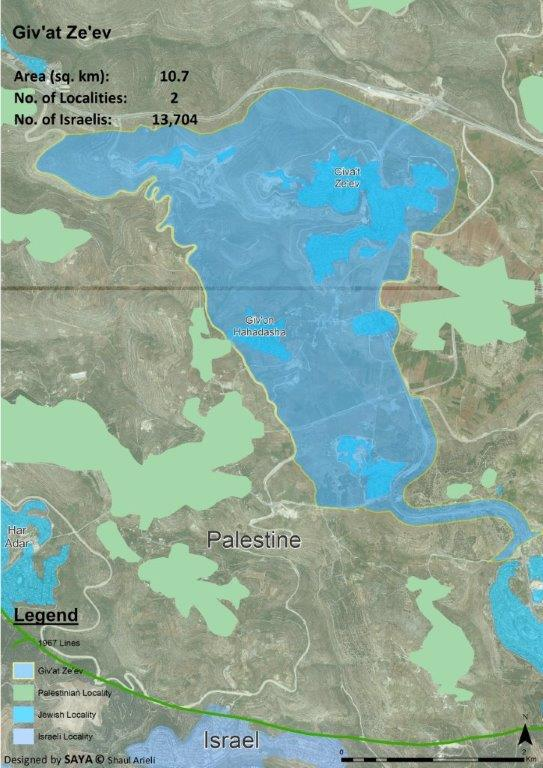 Giv'at Ze'ev
Area (sq. km): 10.7
No. of Localities: 2
No. of Israelis: 13,704
Giva't
Ze'ev
Giv'on
Hahadasha
Har
Adar
Palestine
Legend
1967 Lines
Giv'at Ze'ev
Palestinian Locality
Jewish Locality
Israeli Locality
Israel
N
0 2
Km
Designed by SAYA © Shaul Arieli